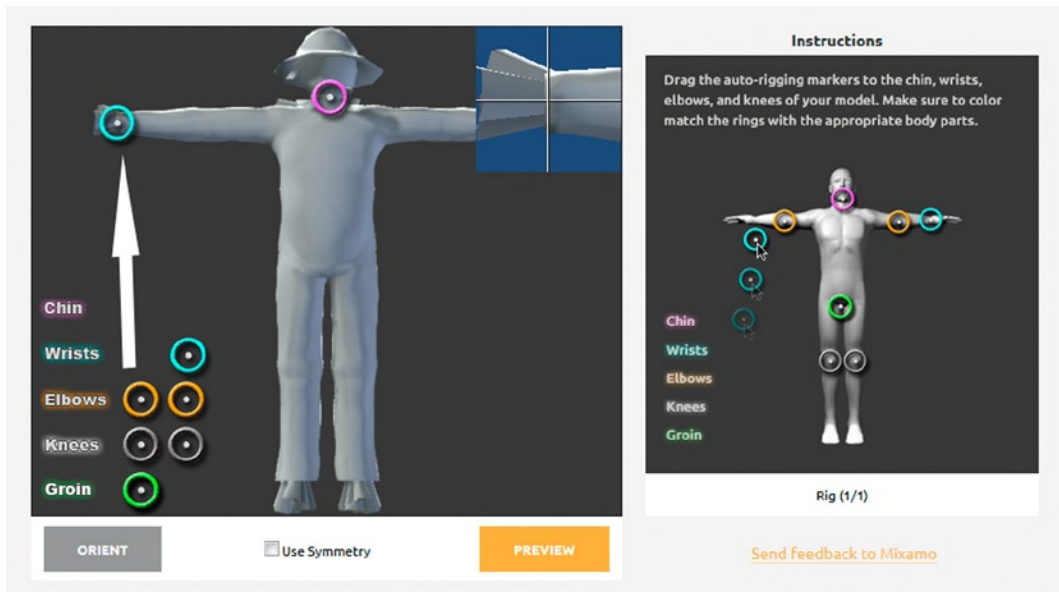 Chin
Wrists
Elbows
Knees
Groin
ORIENT
Use Symmetry
PREVIEW
Instructions
Drag the auto-rigging markers to the chin, wrists,
elbows, and knees of your model. Make sure to color
match the rings with the appropriate body parts.
Chin
Wrists
Elbows
Knees
Groin
Rig (1/1)
Send feedback to Mixamo